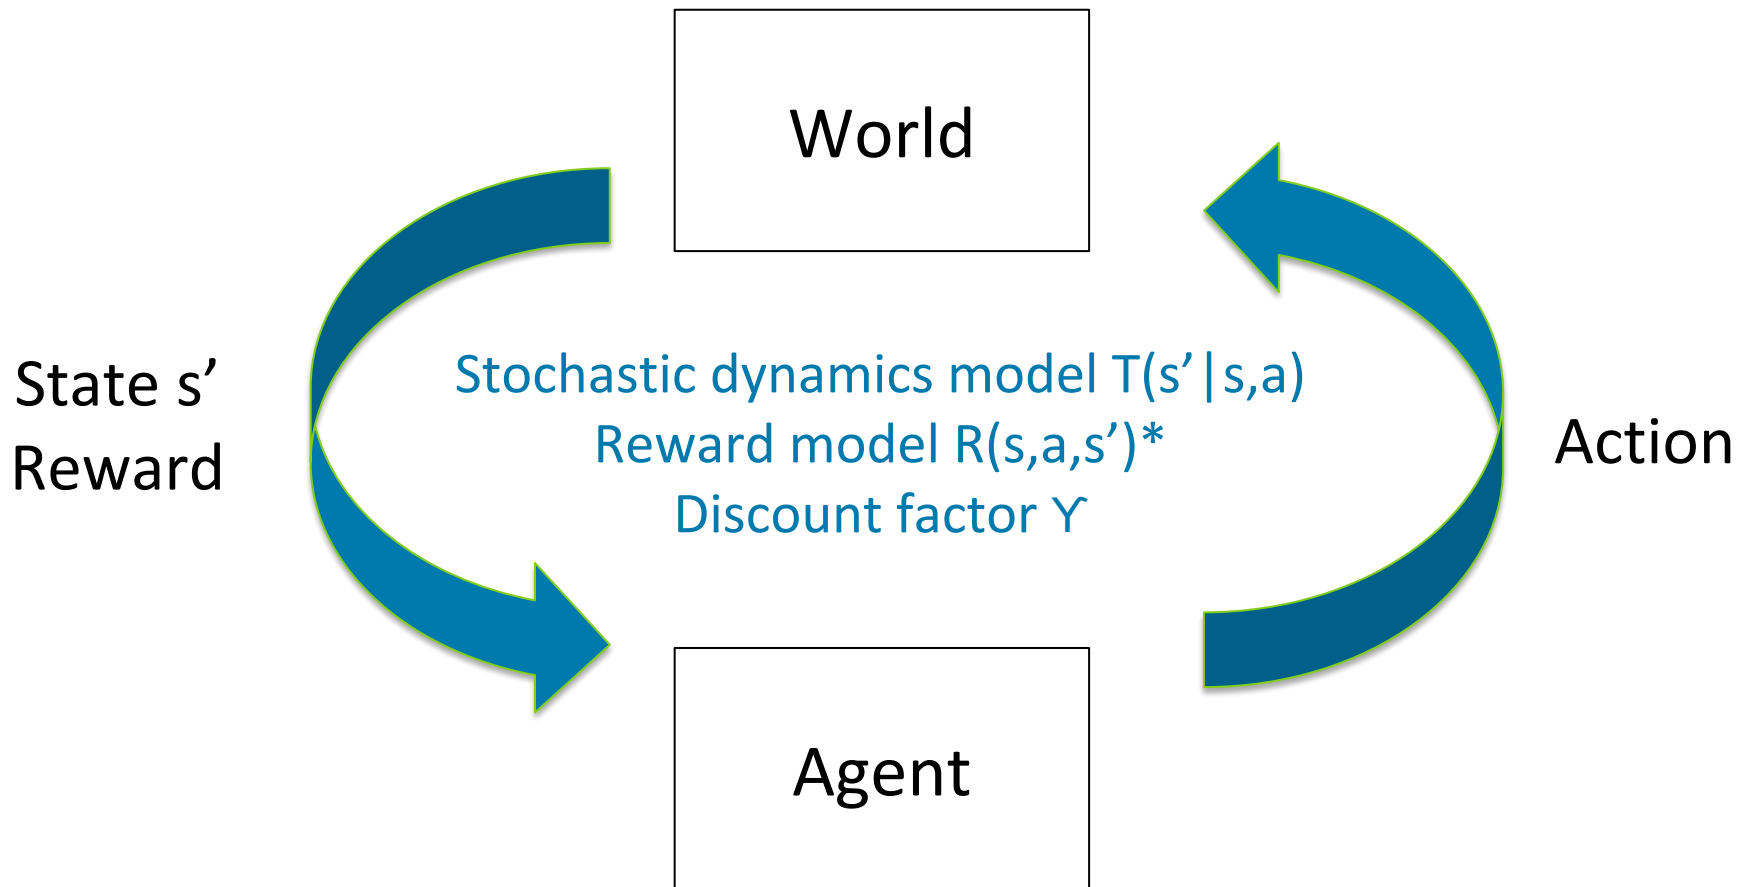 World
State s’
Reward
Stochastic dynamics model T(s’|s,a)
Reward model R(s,a,s’)*
Discount factor ϒ
Action
Agent